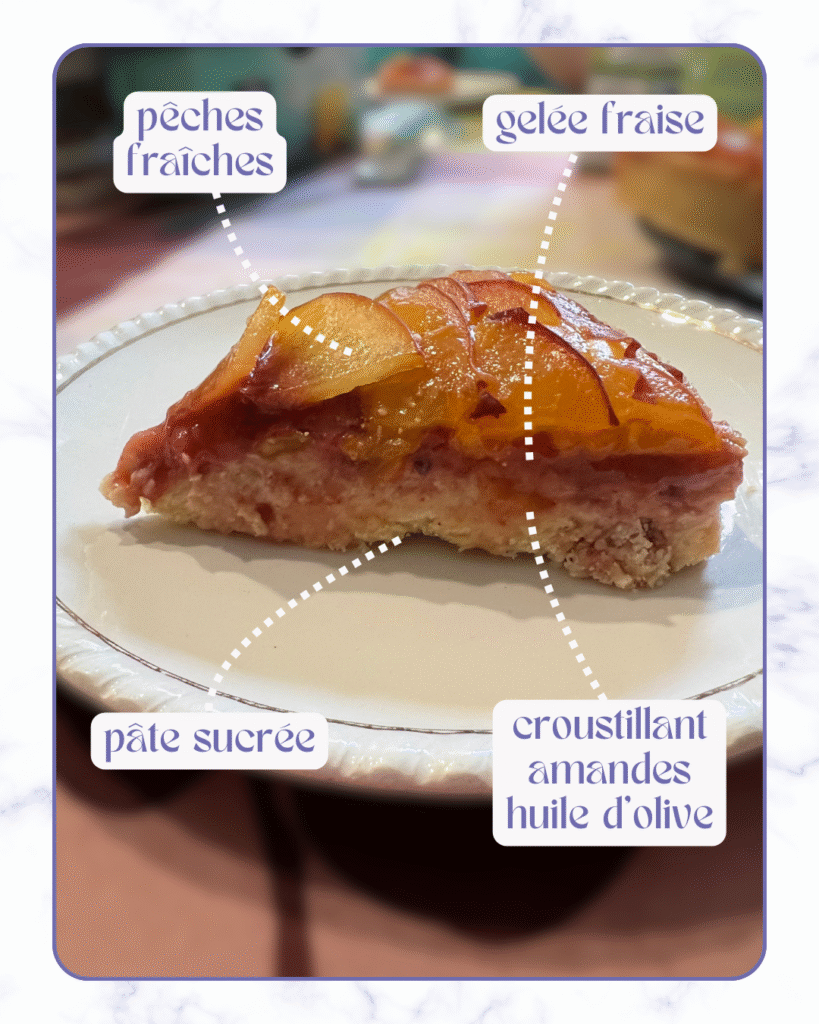 pêches
fraîches
gelée fraise
pâte sucrée
croustillant
amandes
huile d'olive